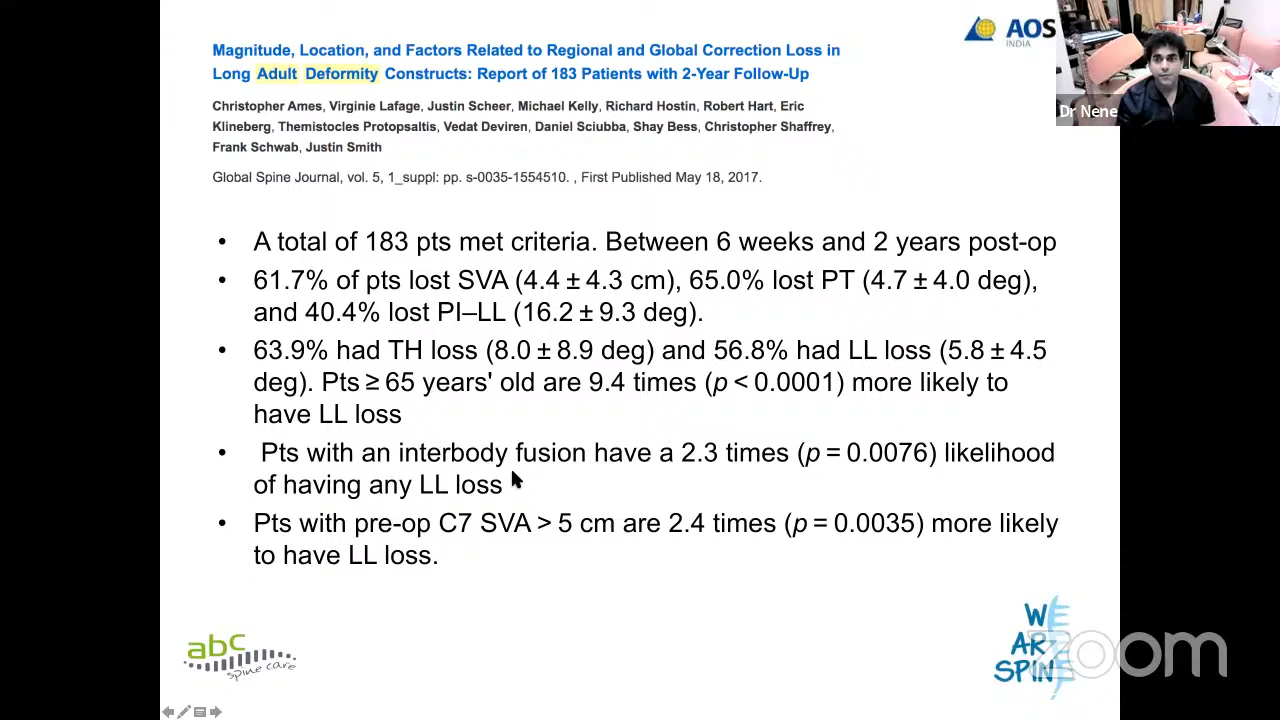 Magnitude, Location, and Factors Related to Regional and Global Correction Loss in
Long Adult Deformity Constructs: Report of 183 Patients with 2-Year Follow-Up
Christopher Ames, Virginie Lafage, Justin Scheer, Michael Kelly, Richard Hostin, Robert Hart, Eric
Klineberg, Themistocles Protopsaltis, Vedat Deviren, Daniel Sciubba, Shay Bess, Christopher Shaffrey,
Frank Schwab, Justin Smith
Global Spine Journal, vol. 5, 1_suppl: pp. s-0035-1554510. , First Published May 18, 2017.
AOS
INDIA
Dr Nene
• A total of 183 pts met criteria. Between 6 weeks and 2 years post-op
• 61.7% of pts lost SVA (4.4 ± 4.3 cm), 65.0% lost PT (4.7 ± 4.0 deg),
and 40.4% lost PI–LL (16.2 ± 9.3 deg).
• 63.9% had TH loss (8.0 ± 8.9 deg) and 56.8% had LL loss (5.8 ± 4.5
deg). Pts ≥ 65 years' old are 9.4 times (p < 0.0001) more likely to
have LL loss
• Pts with an interbody fusion have a 2.3 times (p = 0.0076) likelihood
of having any LL loss
• Pts with pre-op C7 SVA > 5 cm are 2.4 times (p = 0.0035) more likely
to have LL loss.
abc
spine care
WE
ARE
SPINE
zoom